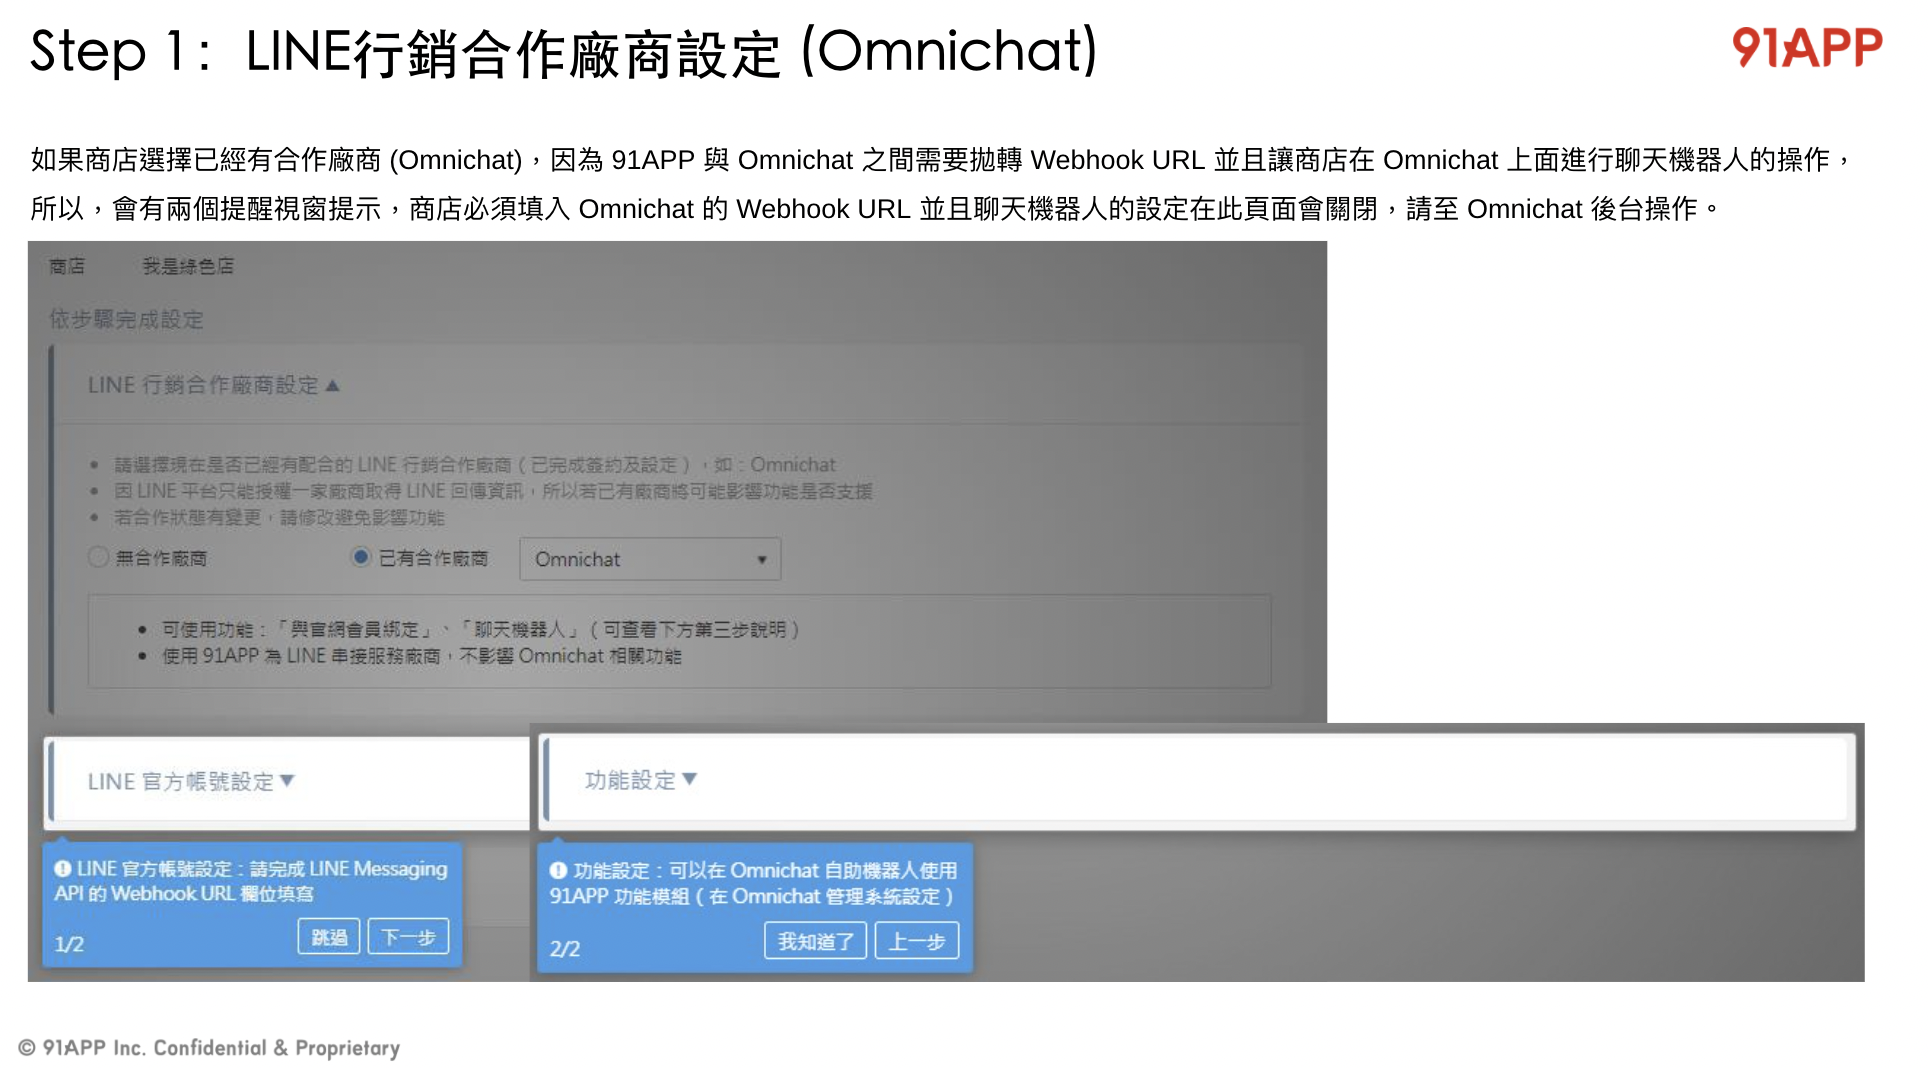 Step 1：LINE行銷合作廠商設定 (Omnichat)
91APP
如果商店選擇已經有合作廠商 (Omnichat)，因為 91APP 與 Omnichat 之間需要拋轉 Webhook URL 並且讓商店在 Omnichat 上面進行聊天機器人的操作，
所以，會有兩個提醒視窗提示，商店必須填入 Omnichat 的 Webhook URL 並且聊天機器人的設定在此頁面會關閉，請至 Omnichat 後台操作。
商店 我是綠色店
依步驟完成設定
LINE 行銷合作廠商設定▲
• 請選擇現在是否已經有配合的 LINE 行銷合作廠商（已完成簽約及設定），如：Omnichat
• 因 LINE 平台只能授權一家廠商取得 LINE 回傳資訊，所以若已有廠商將可能影響功能是否支援
• 若合作狀態有變更，請修改避免影響功能
無合作廠商 已有合作廠商 Omnichat ▼
• 可使用功能：「與官網會員綁定」、「聊天機器人」（可查看下方第三步說明）
• 使用 91APP 為 LINE 串接服務廠商，不影響 Omnichat 相關功能
LINE 官方帳號設定▼
功能設定▼
LINE 官方帳號設定：請完成 LINE Messaging
API 的 Webhook URL 欄位填寫
1/2 跳過 下一步
功能設定：可以在 Omnichat 自助機器人使用
91APP 功能模組（在 Omnichat 管理系統設定）
2/2 我知道了 上一步
© 91APP Inc. Confidential & Proprietary